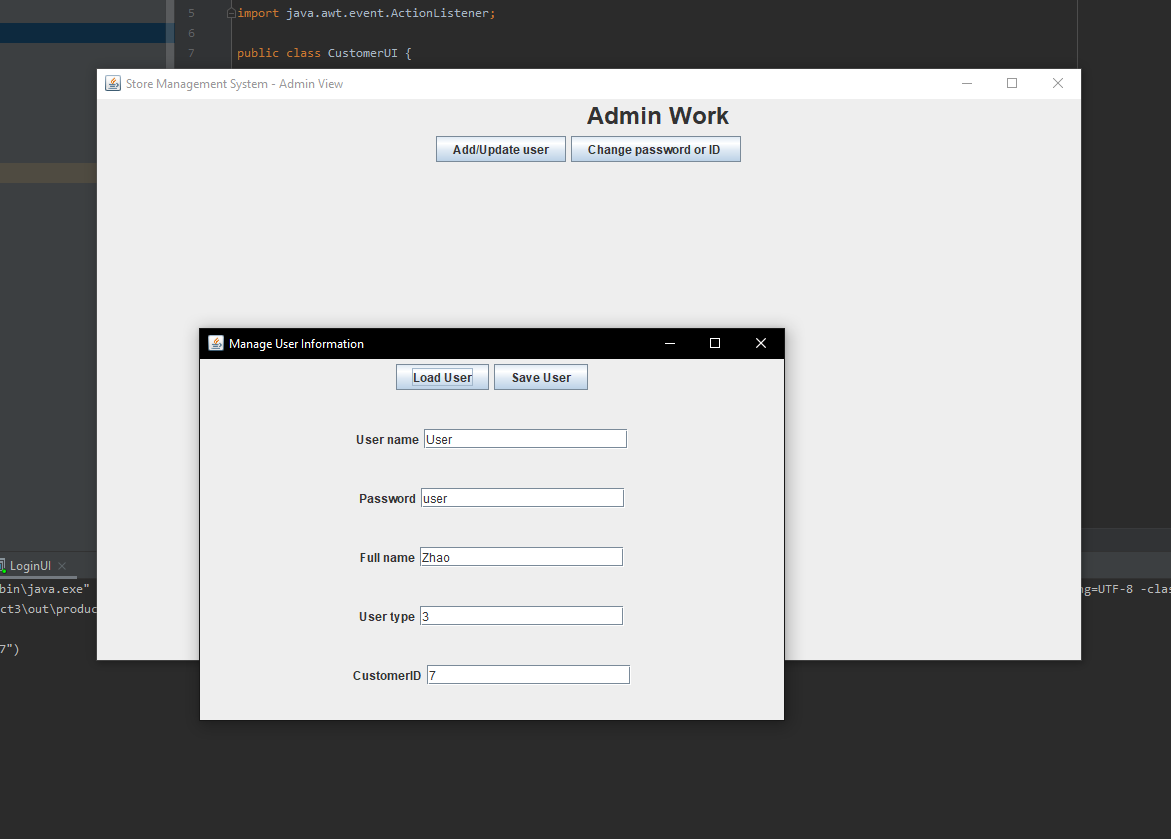 5 import java.awt.event.ActionListener;
6
7 public class CustomerUI {
Store Management System - Admin View
Admin Work
Add/Update user Change password or ID
Manage User Information
Load User Save User
User name User
Password user
Full name Zhao
User type 3
CustomerID 7
LoginUI
bin\java.exe" ng=UTF-8 -clas
ct3\out\produc
7")